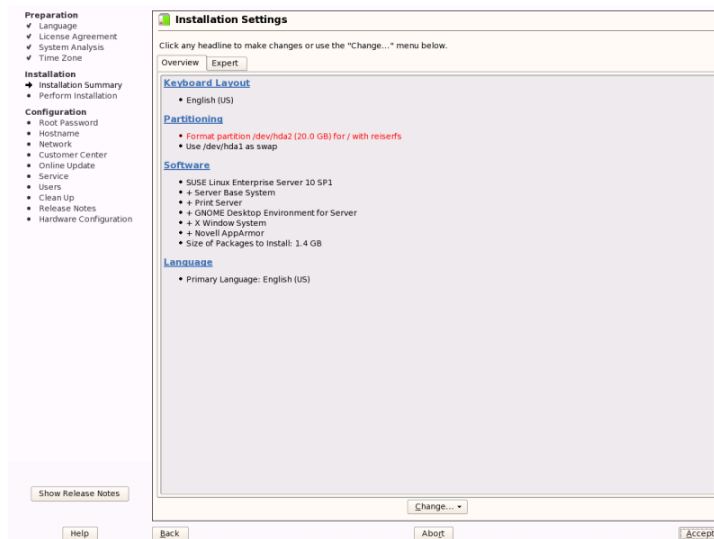 Preparation
Language
License Agreement
System Analysis
Time Zone
Installation
Installation Summary
Perform Installation
Configuration
Root Password
Hostname
Network
Customer Center
Online Update
Service
Users
Clean Up
Release Notes
Hardware Configuration
Show Release Notes
Help
Installation Settings
Click any headline to make changes or use the "Change..." menu below.
Overview Expert
Keyboard Layout
English (US)
Partitioning
Format partition /dev/hda2 (20.0 GB) for / with reiserfs
Use /dev/hda1 as swap
Software
SUSE Linux Enterprise Server 10 SP1
+ Server Base System
+ Print Server
+ GNOME Desktop Environment for Server
+ X Window System
+ Novell AppArmor
Size of Packages to Install: 1.4 GB
Language
Primary Language: English (US)
Change...
Back Abort Accept